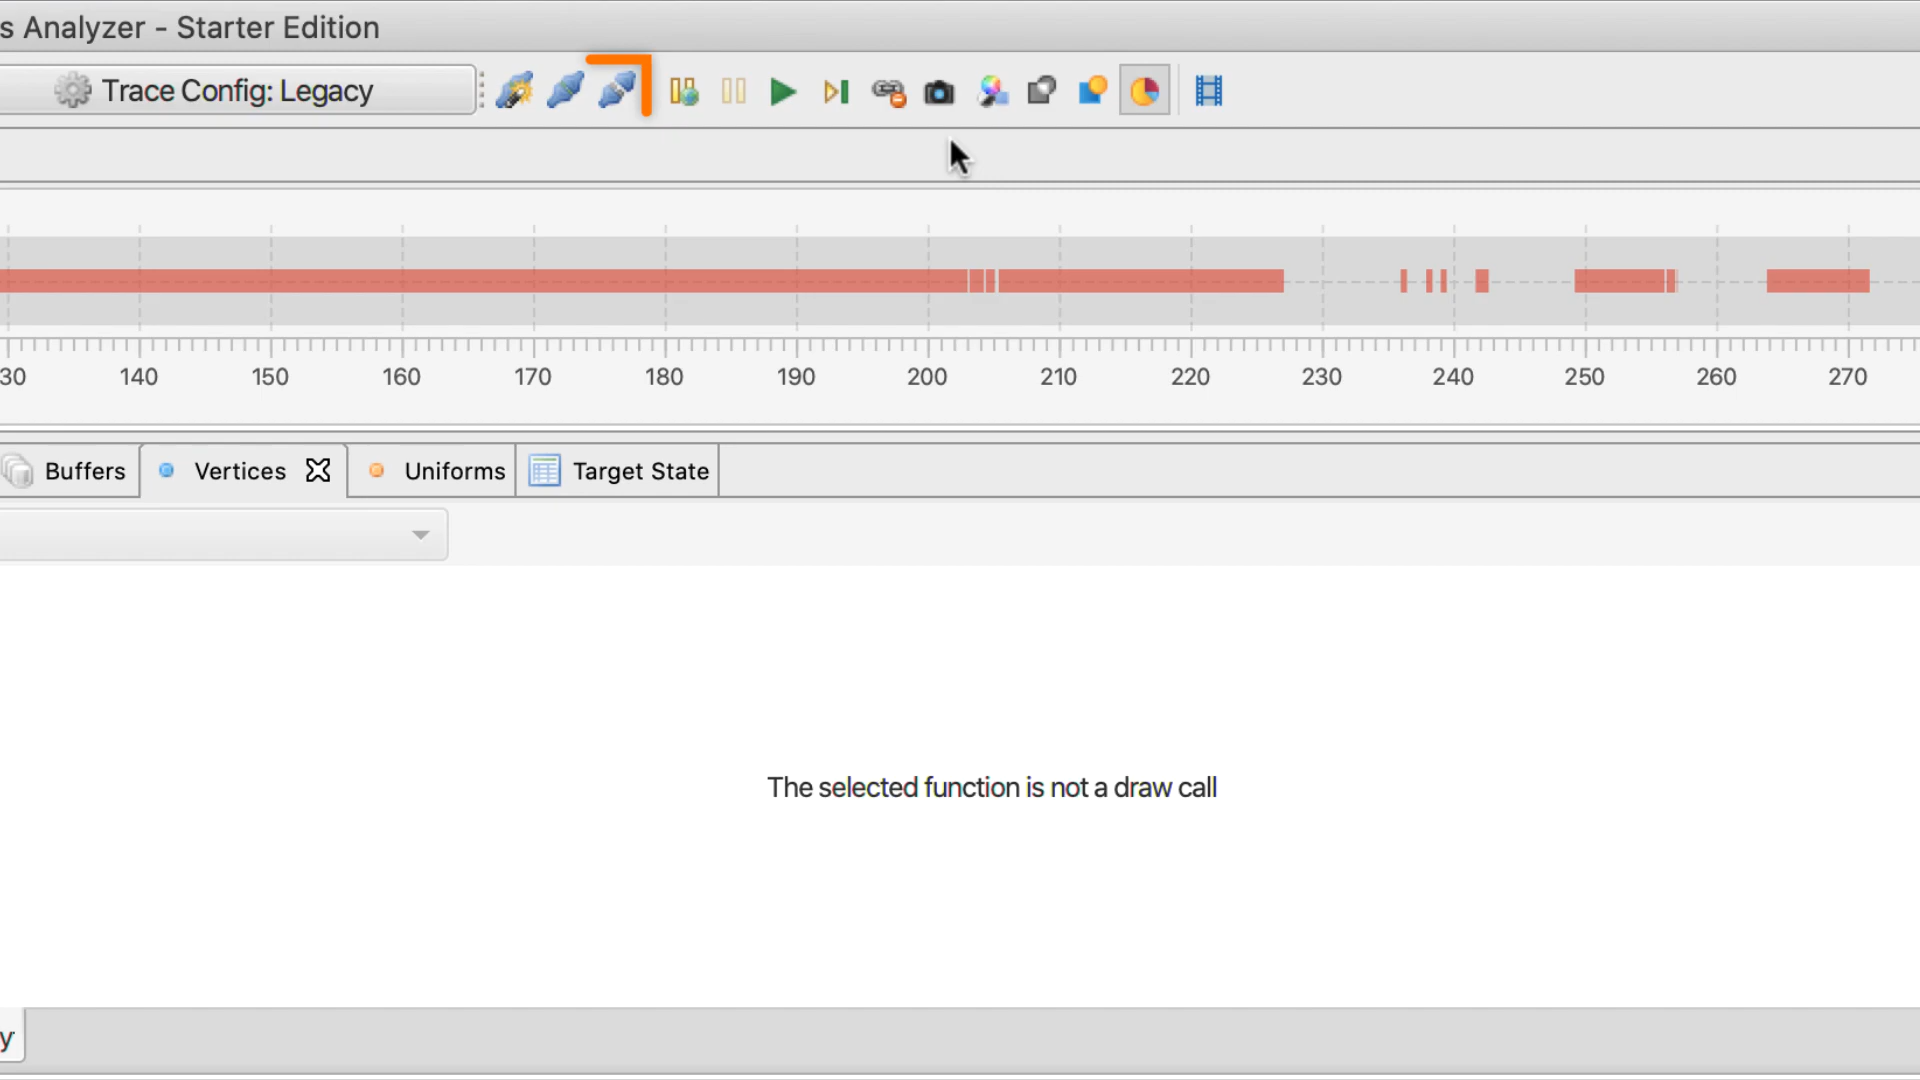 s Analyzer - Starter Edition
Trace Config: Legacy
30 140 150 160 170 180 190 200 210 220 230 240 250 260 270
Buffers Vertices Uniforms Target State
The selected function is not a draw call
y